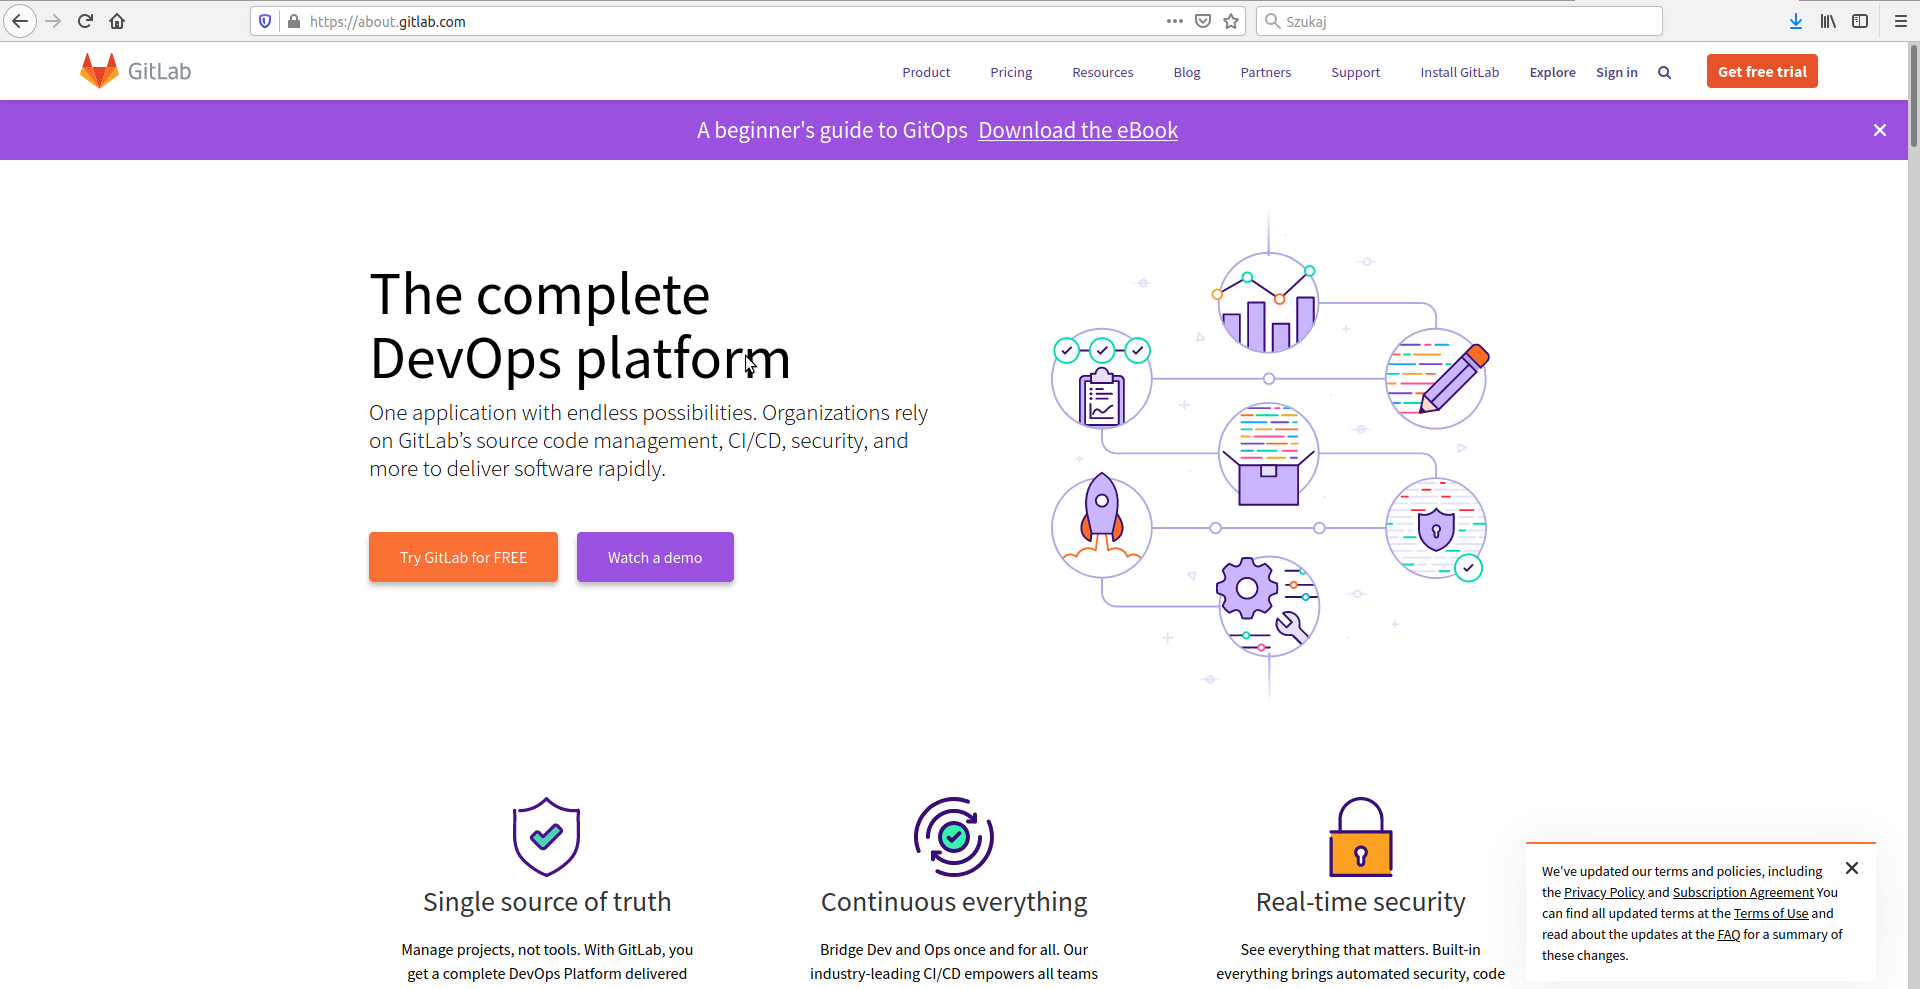 https://about.gitlab.com
Szukaj
GitLab
Product Pricing Resources Blog Partners Support Install GitLab Explore Sign in Get free trial
A beginner's guide to GitOps Download the eBook
The complete
DevOps platform
One application with endless possibilities. Organizations rely
on GitLab’s source code management, CI/CD, security, and
more to deliver software rapidly.
Try GitLab for FREE Watch a demo
Single source of truth
Manage projects, not tools. With GitLab, you
get a complete DevOps Platform delivered
Continuous everything
Bridge Dev and Ops once and for all. Our
industry-leading CI/CD empowers all teams
Real-time security
See everything that matters. Built-in
everything brings automated security, code
We've updated our terms and policies, including
the Privacy Policy and Subscription Agreement You
can find all updated terms at the Terms of Use and
read about the updates at the FAQ for a summary of
these changes.